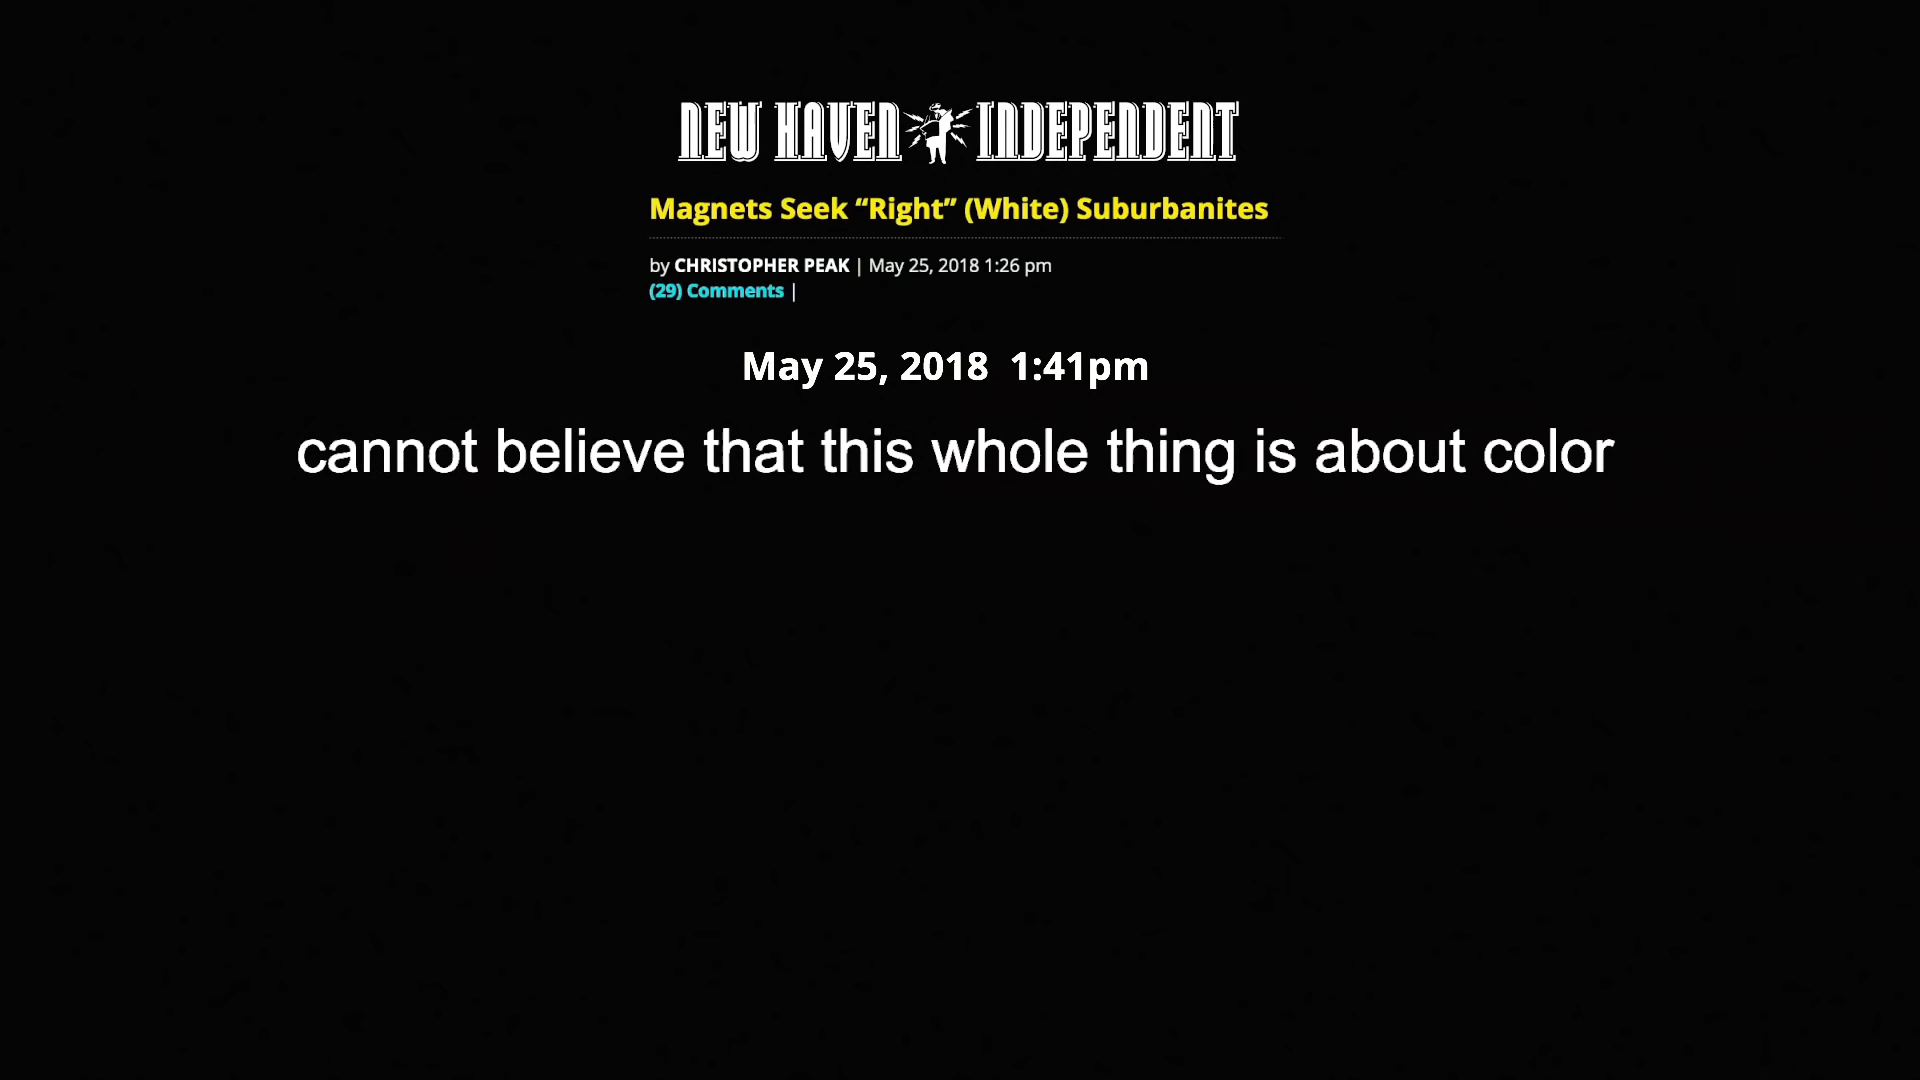 NEW HAVEN INDEPENDENT
Magnets Seek “Right” (White) Suburbanites
by CHRISTOPHER PEAK | May 25, 2018 1:26 pm
(29) Comments |
May 25, 2018 1:41pm
cannot believe that this whole thing is about color